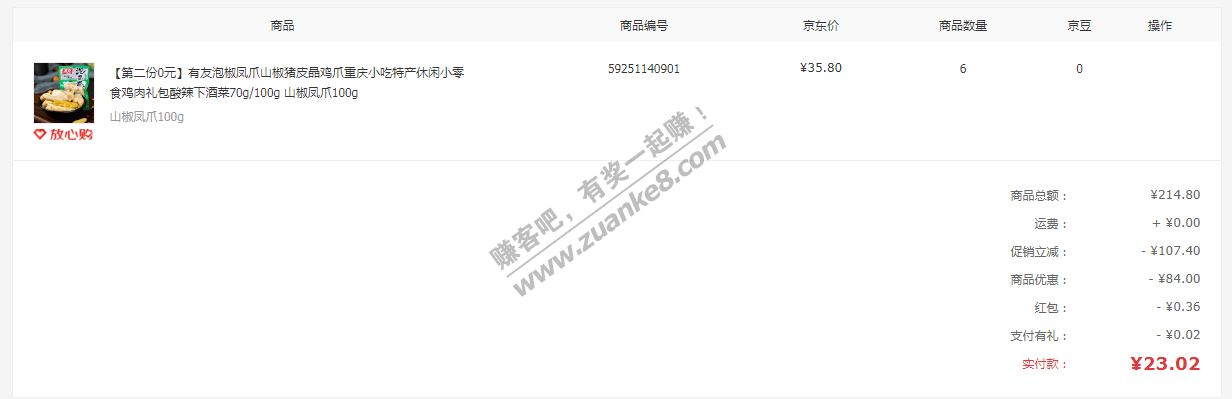 商品 商品编号 京东价 商品数量 京豆 操作
【第二份0元】有友泡椒凤爪山椒猪皮晶鸡爪重庆小吃特产休闲小零 59251140901 ¥35.80 6 0
食鸡肉礼包酸辣下酒菜70g/100g 山椒凤爪100g
山椒凤爪100g
放心购
赚客吧，有奖一起赚！
www.zuanke8.com
商品总额： ¥214.80
运费： + ¥0.00
促销立减： - ¥107.40
商品优惠： - ¥84.00
红包： - ¥0.36
支付有礼： - ¥0.02
实付款： ¥23.02